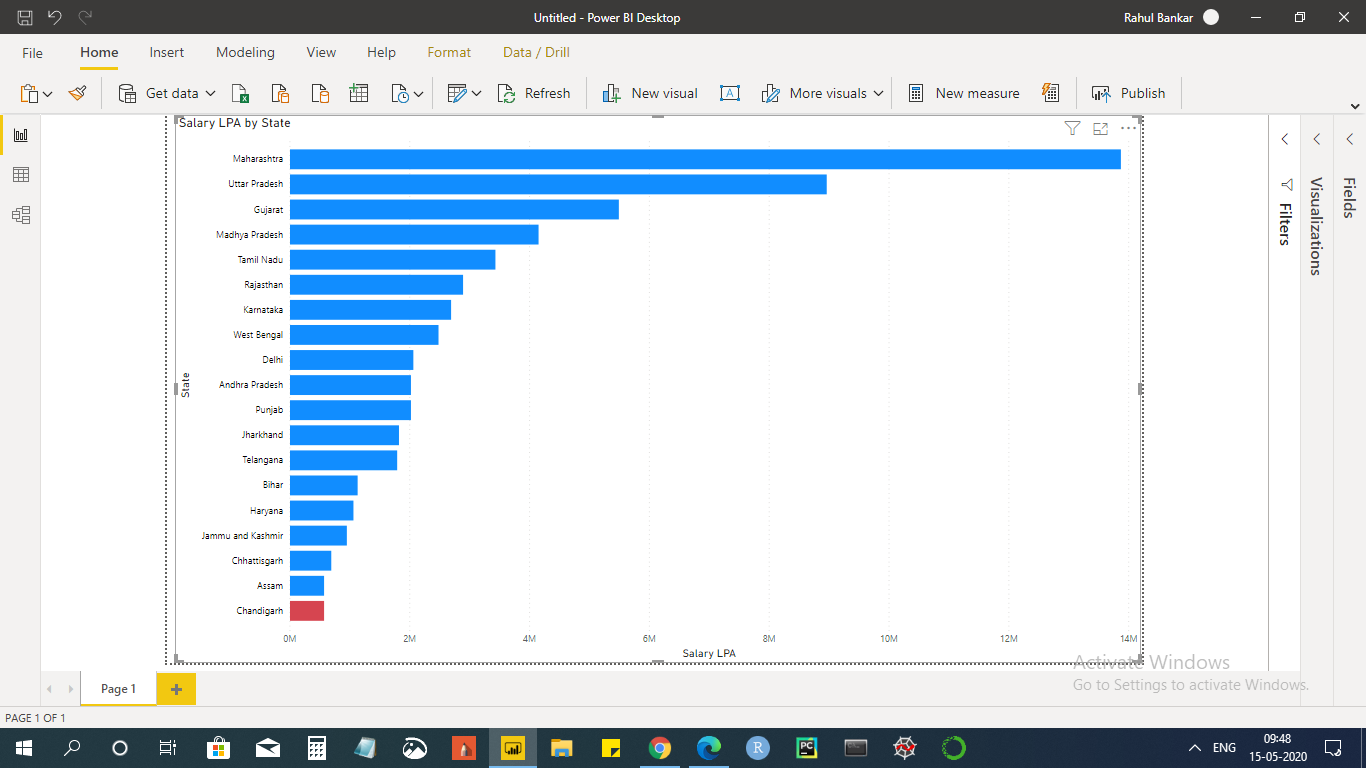 Untitled - Power BI Desktop
Rahul Bankar
File Home Insert Modeling View Help Format Data / Drill
Get data Refresh New visual A More visuals New measure Publish
Salary LPA by State
Maharashtra
Uttar Pradesh
Gujarat
Madhya Pradesh
Tamil Nadu
Rajasthan
Karnataka
West Bengal
Delhi
Andhra Pradesh
Punjab
Jharkhand
Telangana
Bihar
Haryana
Jammu and Kashmir
Chhattisgarh
Assam
Chandigarh
State
0M 2M 4M 6M 8M 10M 12M 14M
Salary LPA
Filters
Visualizations
Fields
Activate Windows
Go to Settings to activate Windows.
Page 1
PAGE 1 OF 1
R
PC
ENG
09:48
15-05-2020